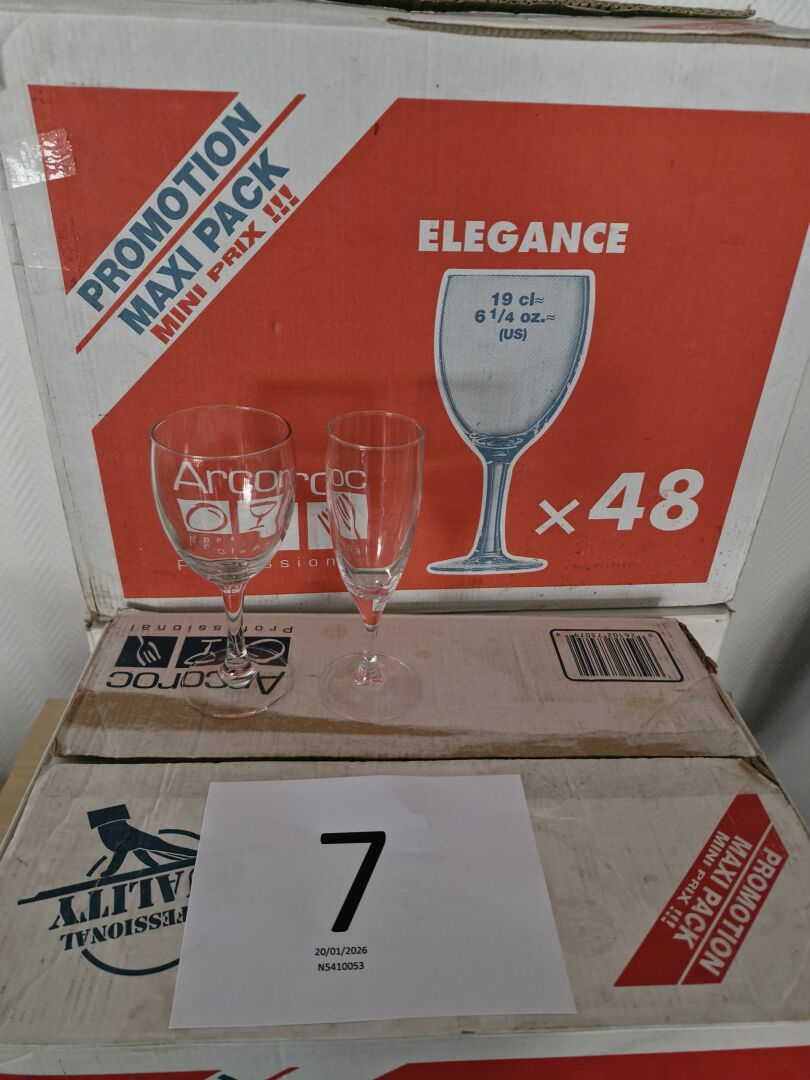 PROMOTION
MAXI PACK
MINI PRIX !!!
ELEGANCE
19 cl≈
6 1/4 oz.≈
(US)
Arcoroc
x 48
Professional
Arcoroc
PROMOTION
MAXI PACK
MINI PRIX !!!
7
20/01/2026
N5410053